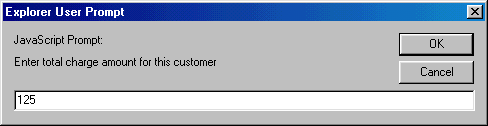 Explorer User Prompt
JavaScript Prompt:
OK
Enter total charge amount for this customer
Cancel
125